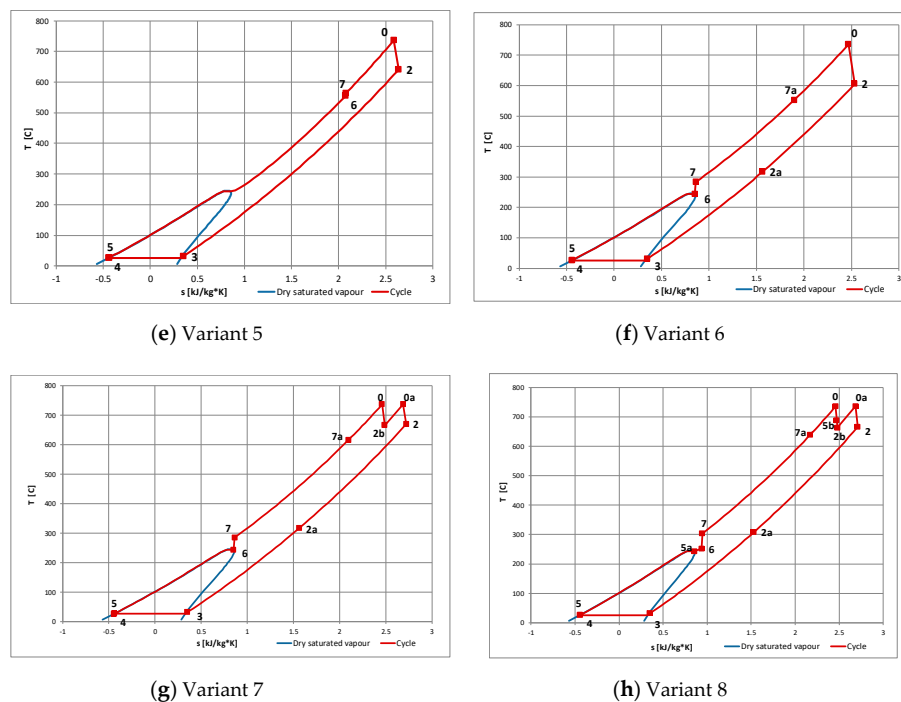 800
700
600
500
400
300
200
100
0
T [C]
0
2
7
6
5
4
3
-1 -0.5 0 0.5 1 1.5 2 2.5 3
s [kJ/kg*K]
Dry saturated vapour
Cycle
(e) Variant 5
800
700
600
500
400
300
200
100
0
T [C]
0
2
7a
7
2a
6
5
4
3
-1 -0.5 0 0.5 1 1.5 2 2.5 3
s [kJ/kg*K]
Dry saturated vapour
Cycle
(f) Variant 6
800
700
600
500
400
300
200
100
0
T [C]
0 0a
7a 2b 2
7
2a
6
5
4
3
-1 -0.5 0 0.5 1 1.5 2 2.5 3
s [kJ/kg*K]
Dry saturated vapour
Cycle
(g) Variant 7
800
700
600
500
400
300
200
100
0
T [C]
0 0a
5b
7a 2b 2
7
2a
5a 6
5
4
3
-1 -0.5 0 0.5 1 1.5 2 2.5 3
s [kJ/kg*K]
Dry saturated vapour
Cycle
(h) Variant 8